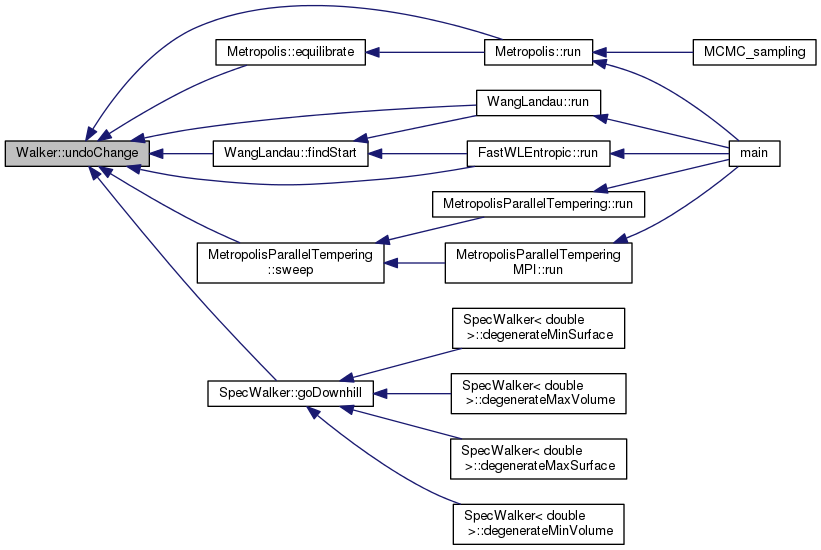 Metropolis::equilibrate
Metropolis::run
MCMC_sampling
WangLandau::run
Walker::undoChange
WangLandau::findStart
FastWLEntropic::run
main
MetropolisParallelTempering::run
MetropolisParallelTempering
::sweep
MetropolisParallelTempering
MPI::run
SpecWalker< double
>::degenerateMinSurface
SpecWalker::goDownhill
SpecWalker< double
>::degenerateMaxVolume
SpecWalker< double
>::degenerateMaxSurface
SpecWalker< double
>::degenerateMinVolume